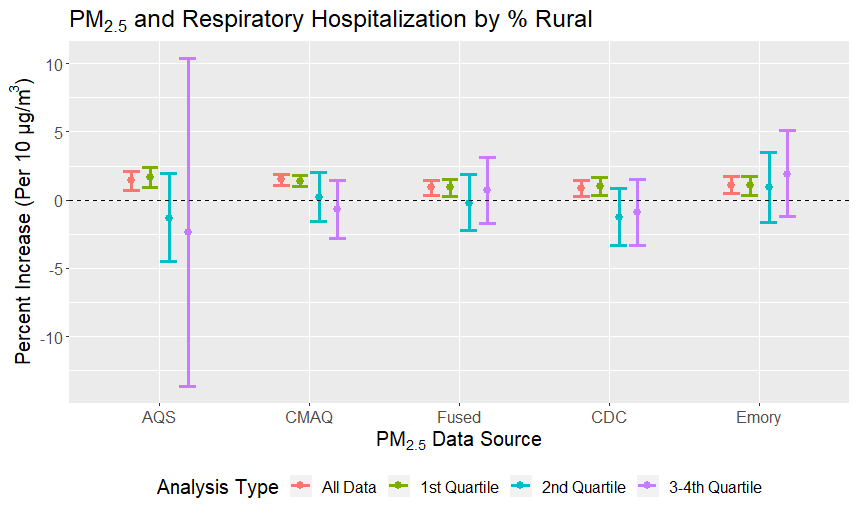 PM2.5 and Respiratory Hospitalization by % Rural
Percent Increase (Per 10 µg/m³)
10
5
0
-5
-10
AQS CMAQ Fused CDC Emory
PM2.5 Data Source
Analysis Type All Data 1st Quartile 2nd Quartile 3-4th Quartile